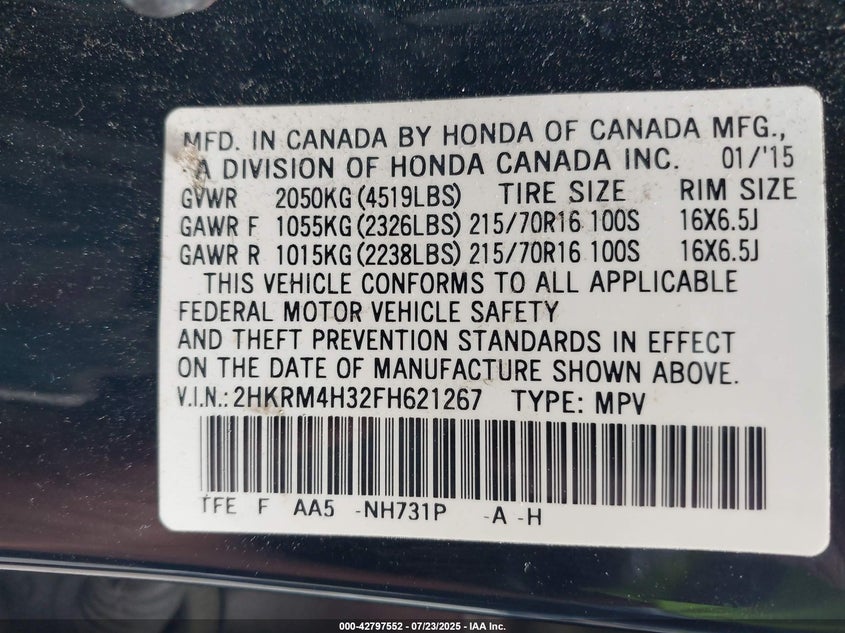 MFD. IN CANADA BY HONDA OF CANADA MFG.,
A DIVISION OF HONDA CANADA INC. 01/'15
GVWR 2050KG (4519LBS) TIRE SIZE RIM SIZE
GAWR F 1055KG (2326LBS) 215/70R16 100S 16X6.5J
GAWR R 1015KG (2238LBS) 215/70R16 100S 16X6.5J
THIS VEHICLE CONFORMS TO ALL APPLICABLE
FEDERAL MOTOR VEHICLE SAFETY
AND THEFT PREVENTION STANDARDS IN EFFECT
ON THE DATE OF MANUFACTURE SHOWN ABOVE.
V.I.N.: 2HKRM4H32FH621267 TYPE: MPV
TFE F AA5 -NH731P -A -H
000-42797552 - 07/23/2025 - IAA Inc.